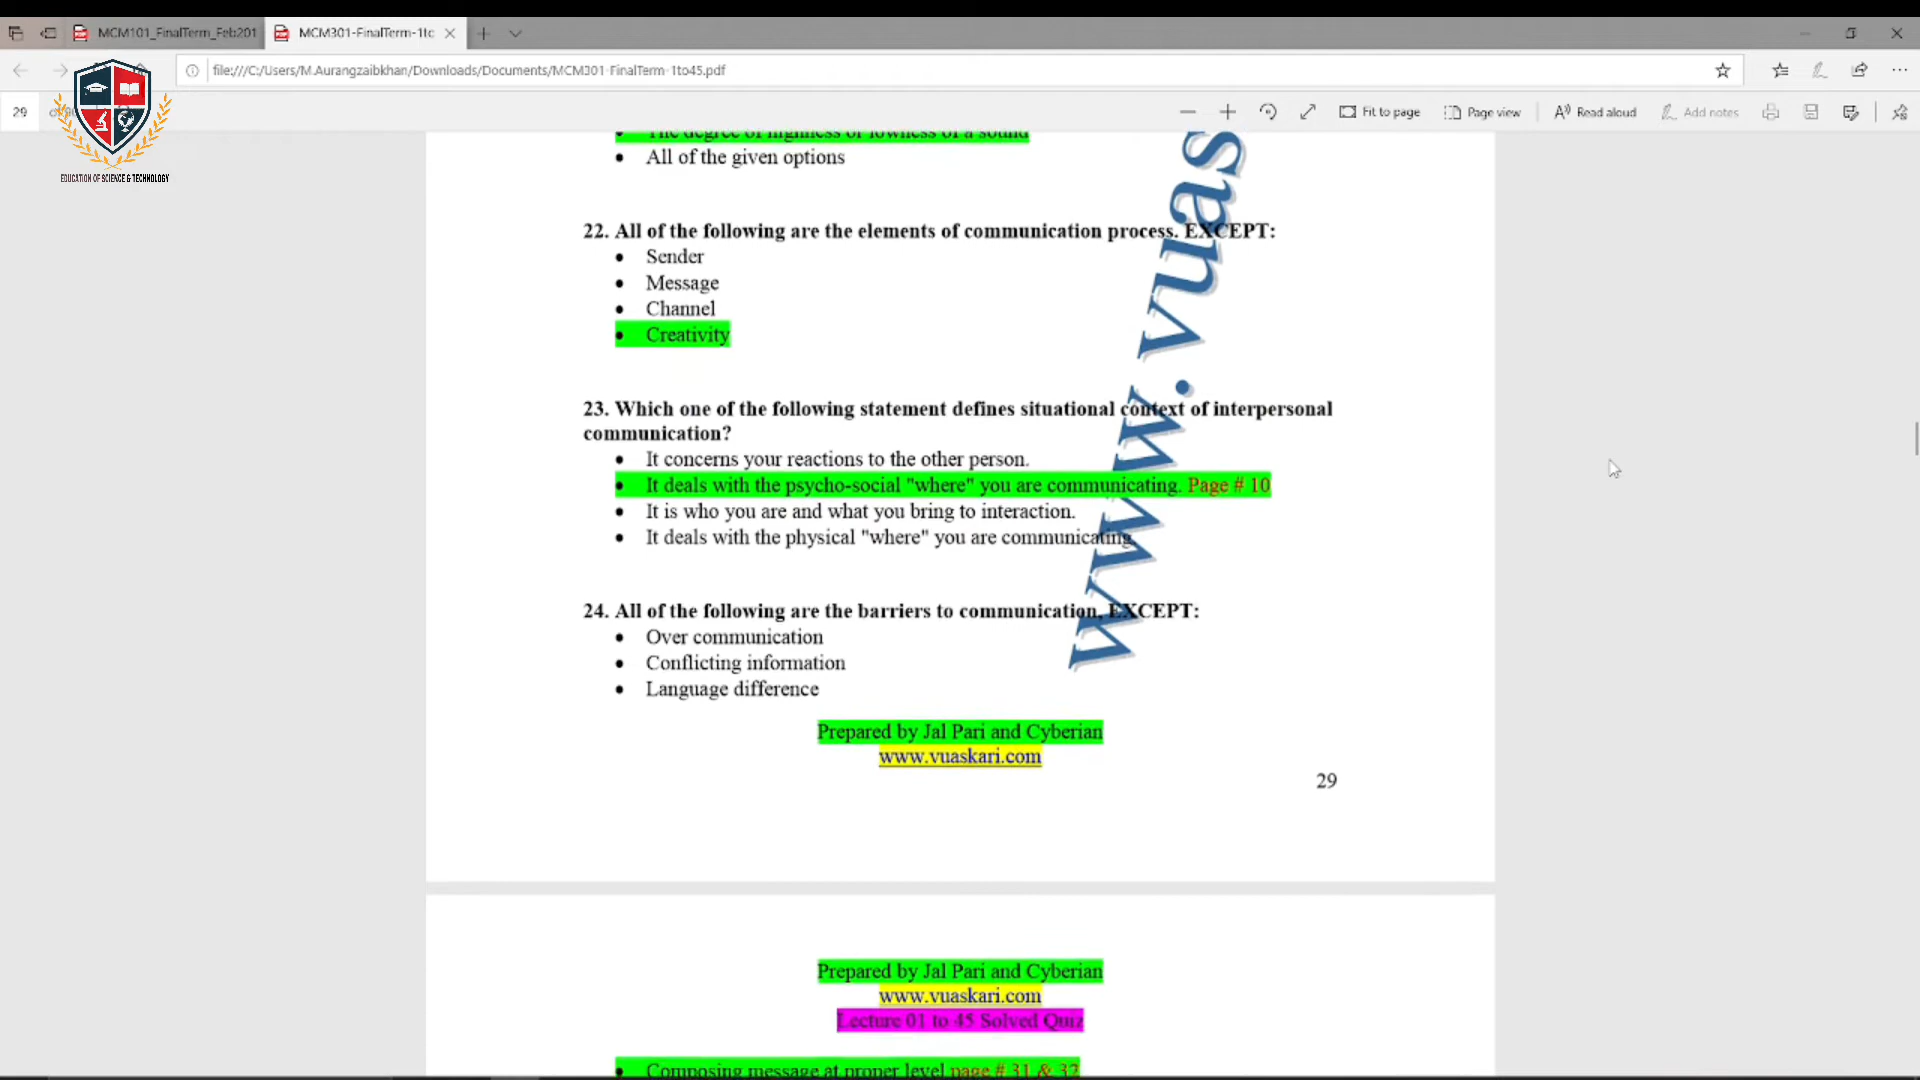 MCM101_FinalTerm_Feb201
MCM301-FinalTerm-1tc
file:///C:/Users/M.Aurangzaibkhan/Downloads/Documents/MCM301-FinalTerm-1to45.pdf
29
Fit to page
Page view
Read aloud
Add notes
EDUCATION OF SCIENCE & TECHNOLOGY
• The degree of highness or lowness of a sound
• All of the given options
22. All of the following are the elements of communication process. EXCEPT:
• Sender
• Message
• Channel
• Creativity
23. Which one of the following statement defines situational context of interpersonal
communication?
• It concerns your reactions to the other person.
• It deals with the psycho-social "where" you are communicating. Page # 10
• It is who you are and what you bring to interaction.
• It deals with the physical "where" you are communicating.
24. All of the following are the barriers to communication, EXCEPT:
• Over communication
• Conflicting information
• Language difference
www.vuas
Prepared by Jal Pari and Cyberian
www.vuaskari.com
29
Prepared by Jal Pari and Cyberian
www.vuaskari.com
Lecture 01 to 45 Solved Quiz
• Composing message at proper level page # 31 & 32